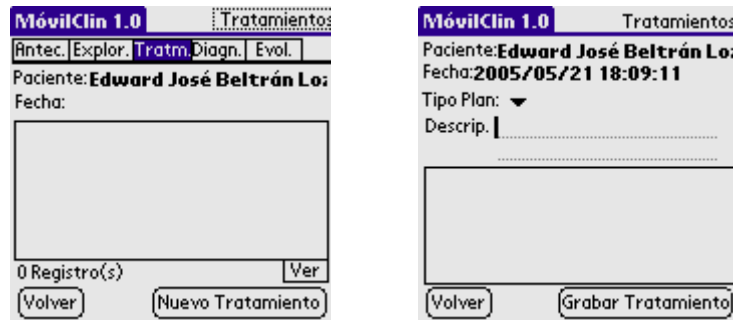 MóvilClin 1.0 Tratamientos
Antec. Explor. Tratm. Diagn. Evol.
Paciente: Edward José Beltrán Loz
Fecha:
0 Registro(s) Ver
Volver Nuevo Tratamiento
MóvilClin 1.0 Tratamientos
Paciente: Edward José Beltrán Loz
Fecha: 2005/05/21 18:09:11
Tipo Plan:
Descrip.
Volver Grabar Tratamiento